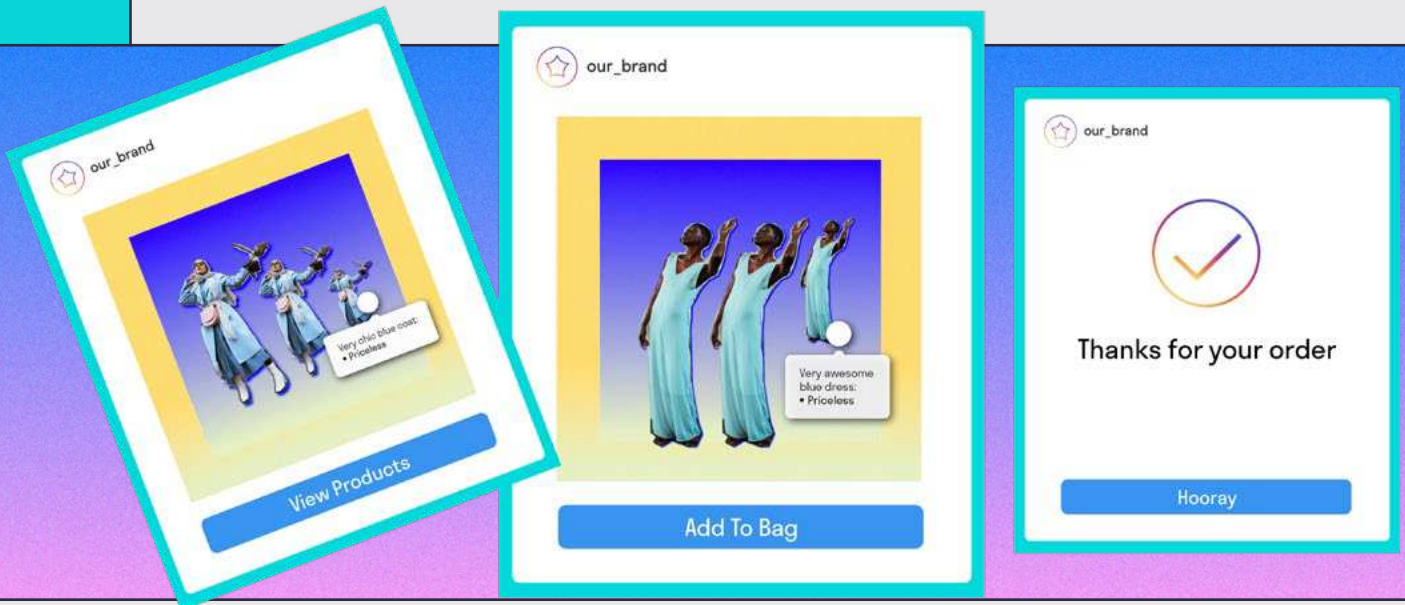 our_brand
Very chic blue coat:
• Priceless
View Products
our_brand
Very awesome
blue dress:
• Priceless
Add To Bag
our_brand
Thanks for your order
Hooray